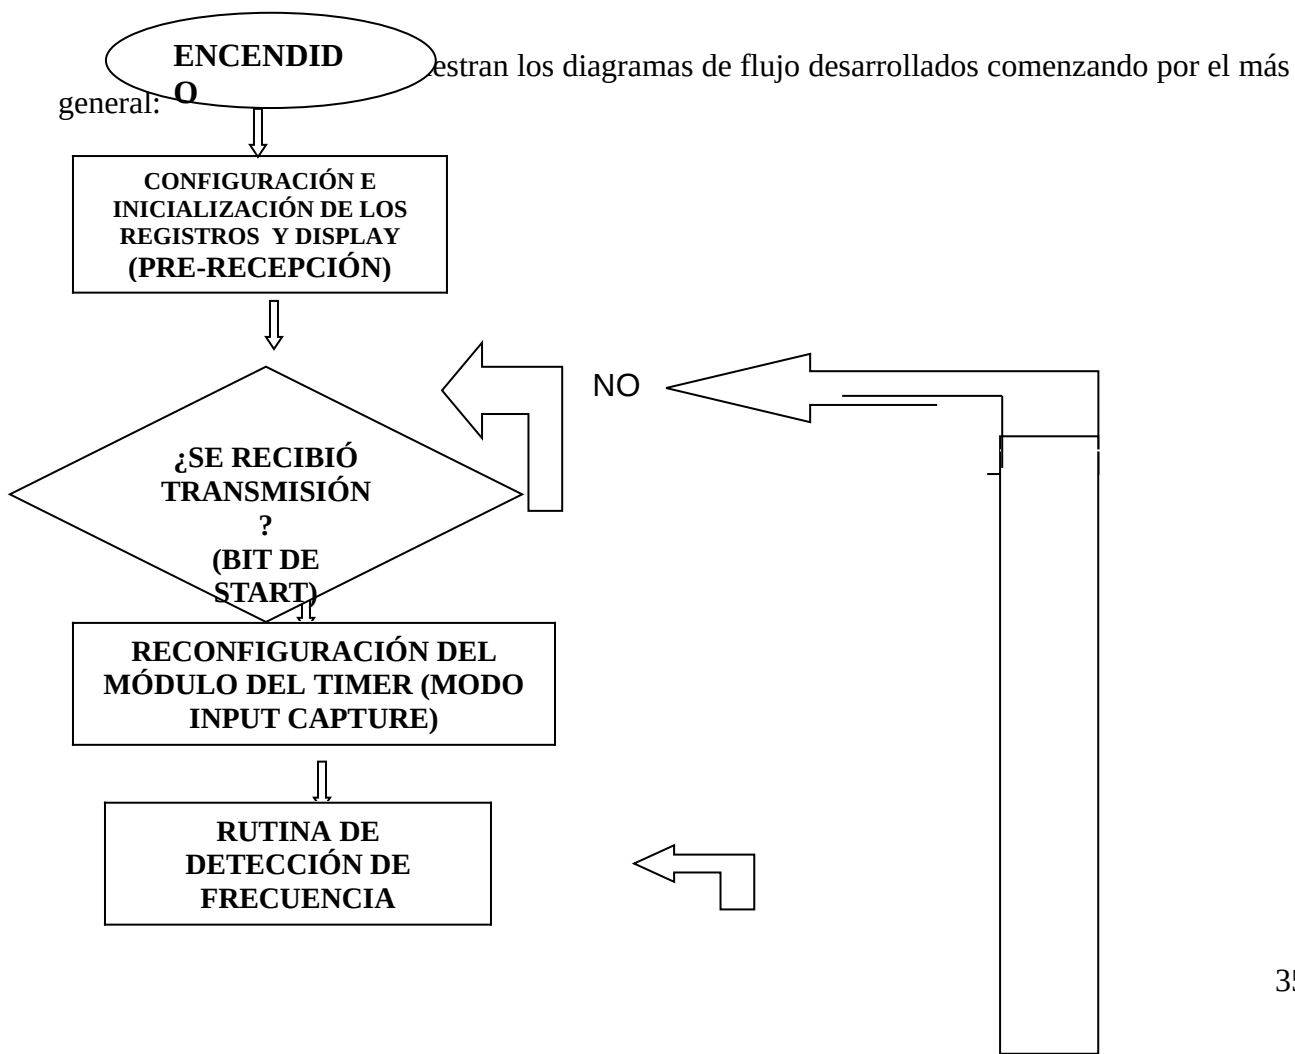 ENCENDID
O
estran los diagramas de flujo desarrollados comenzando por el más
general:
CONFIGURACIÓN E
INICIALIZACIÓN DE LOS
REGISTROS Y DISPLAY
(PRE-RECEPCIÓN)
NO
¿SE RECIBIÓ
TRANSMISIÓN
?
(BIT DE
START)
RECONFIGURACIÓN DEL
MÓDULO DEL TIMER (MODO
INPUT CAPTURE)
RUTINA DE
DETECCIÓN DE
FRECUENCIA
35